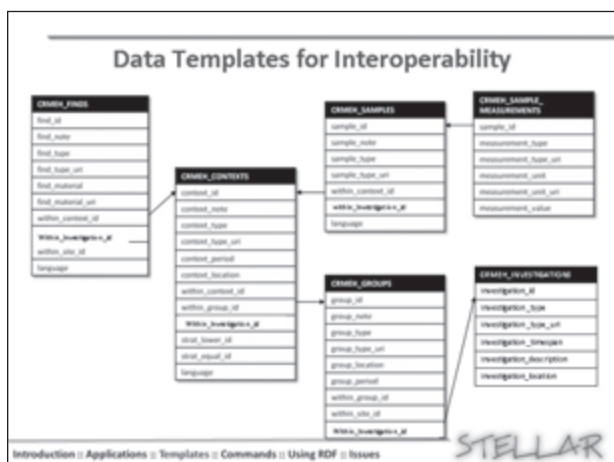 Data Templates for Interoperability
CRMEH_FINDS
find_id
find_note
find_type
find_type_uri
find_material
find_material_uri
within_context_id
Within_Investigation_id
within_site_id
language
CRMEH_CONTEXTS
context_id
context_note
context_type
context_type_uri
context_period
context_location
within_context_id
within_group_id
Within_Investigation_id
strat_lower_id
strat_equal_id
language
CRMEH_SAMPLES
sample_id
sample_note
sample_type
sample_type_uri
within_context_id
within_Investigation_id
language
CRMEH_SAMPLE_
MEASUREMENTS
sample_id
measurement_type
measurement_type_uri
measurement_unit
measurement_unit_uri
measurement_value
CRMEH_GROUPS
group_id
group_note
group_type
group_type_uri
group_location
group_period
within_group_id
within_site_id
Within_Investigation_id
CRMEH_INVESTIGATIONS
Investigation_id
Investigation_type
Investigation_type_uri
Investigation_timespan
Investigation_description
Investigation_location
Introduction :: Applications :: Templates :: Commands :: Using RDF :: Issues
STELLAR